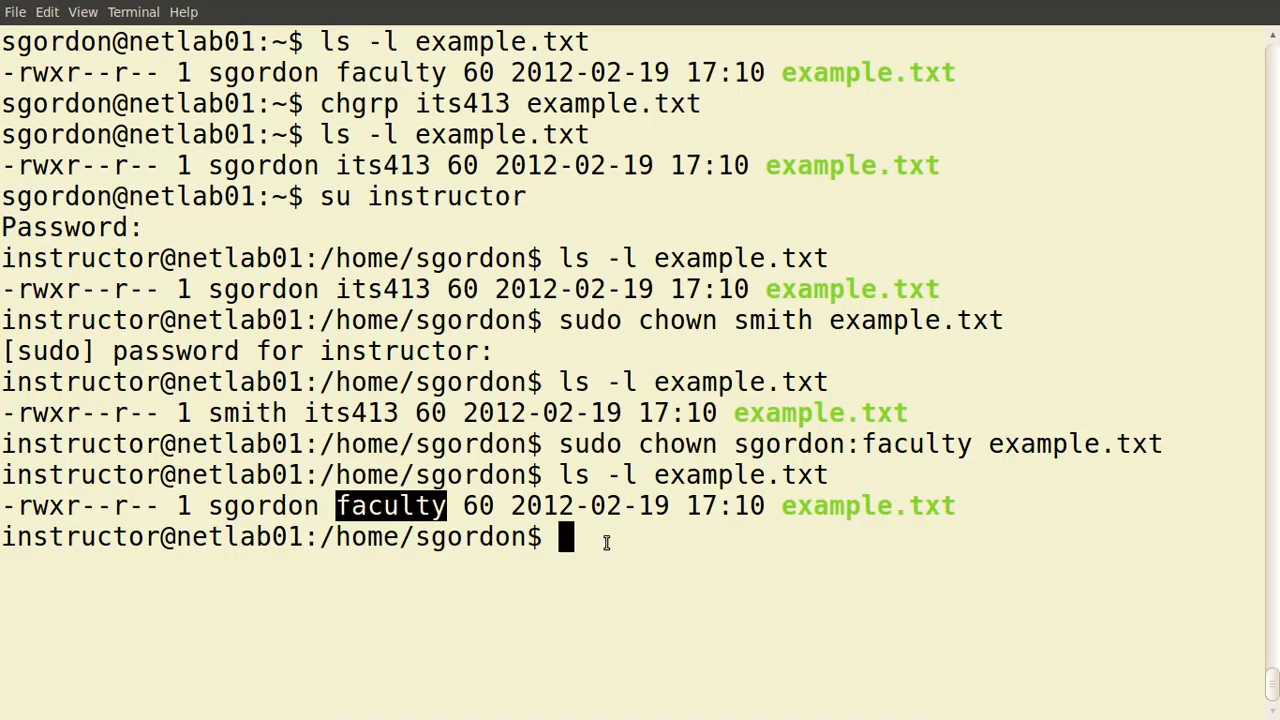 File Edit View Terminal Help
sgordon@netlab01:~$ ls -l example.txt
-rwxr--r-- 1 sgordon faculty 60 2012-02-19 17:10 example.txt
sgordon@netlab01:~$ chgrp its413 example.txt
sgordon@netlab01:~$ ls -l example.txt
-rwxr--r-- 1 sgordon its413 60 2012-02-19 17:10 example.txt
sgordon@netlab01:~$ su instructor
Password:
instructor@netlab01:/home/sgordon$ ls -l example.txt
-rwxr--r-- 1 sgordon its413 60 2012-02-19 17:10 example.txt
instructor@netlab01:/home/sgordon$ sudo chown smith example.txt
[sudo] password for instructor:
instructor@netlab01:/home/sgordon$ ls -l example.txt
-rwxr--r-- 1 smith its413 60 2012-02-19 17:10 example.txt
instructor@netlab01:/home/sgordon$ sudo chown sgordon:faculty example.txt
instructor@netlab01:/home/sgordon$ ls -l example.txt
-rwxr--r-- 1 sgordon faculty 60 2012-02-19 17:10 example.txt
instructor@netlab01:/home/sgordon$